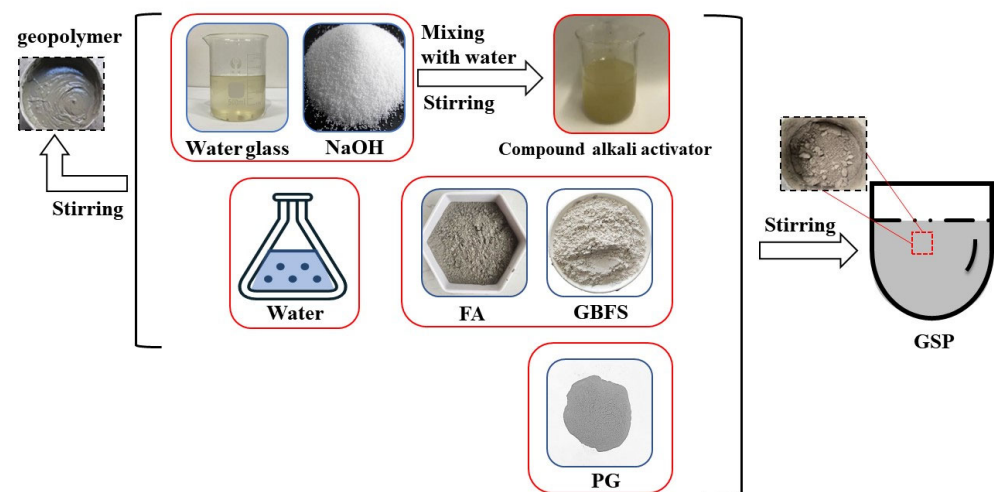 geopolymer
Stirring
Water glass
NaOH
Mixing
with water
Stirring
Compound alkali activator
Water
FA
GBFS
PG
Stirring
GSP